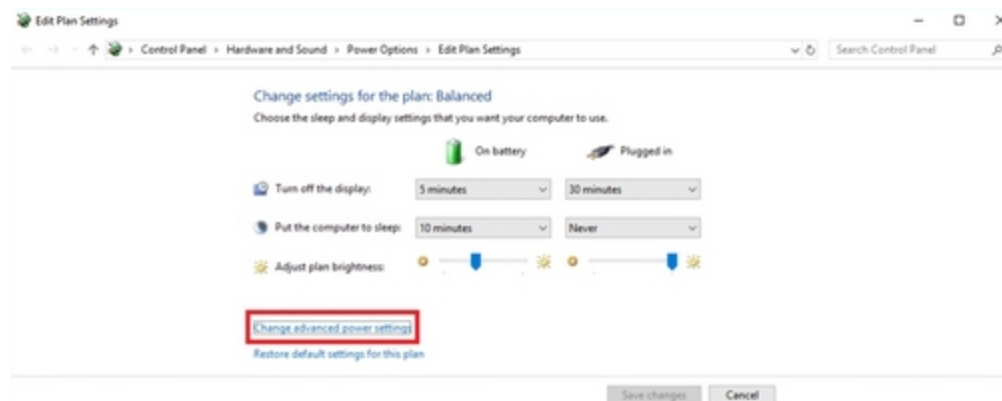 Edit Plan Settings
Control Panel > Hardware and Sound > Power Options > Edit Plan Settings
Search Control Panel
Change settings for the plan: Balanced
Choose the sleep and display settings that you want your computer to use.
On battery
Plugged in
Turn off the display:
5 minutes
30 minutes
Put the computer to sleep:
10 minutes
Never
Adjust plan brightness:
Change advanced power settings
Restore default settings for this plan
Save changes
Cancel